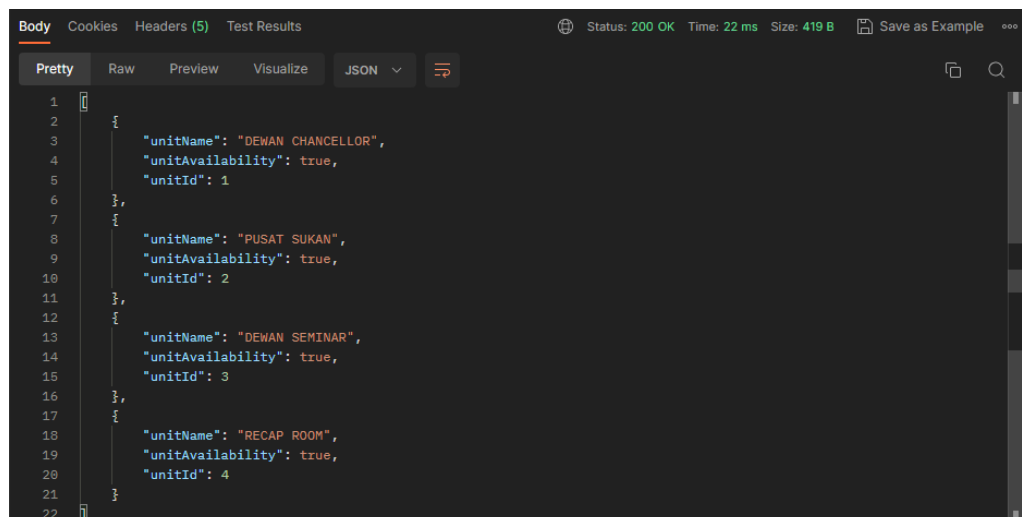 Body Cookies Headers (5) Test Results Status: 200 OK Time: 22 ms Size: 419 B Save as Example
Pretty Raw Preview Visualize JSON
1 [
2 {
3 "unitName": "DEWAN CHANCELLOR",
4 "unitAvailability": true,
5 "unitId": 1
6 },
7 {
8 "unitName": "PUSAT SUKAN",
9 "unitAvailability": true,
10 "unitId": 2
11 },
12 {
13 "unitName": "DEWAN SEMINAR",
14 "unitAvailability": true,
15 "unitId": 3
16 },
17 {
18 "unitName": "RECAP ROOM",
19 "unitAvailability": true,
20 "unitId": 4
21 }
22 ]